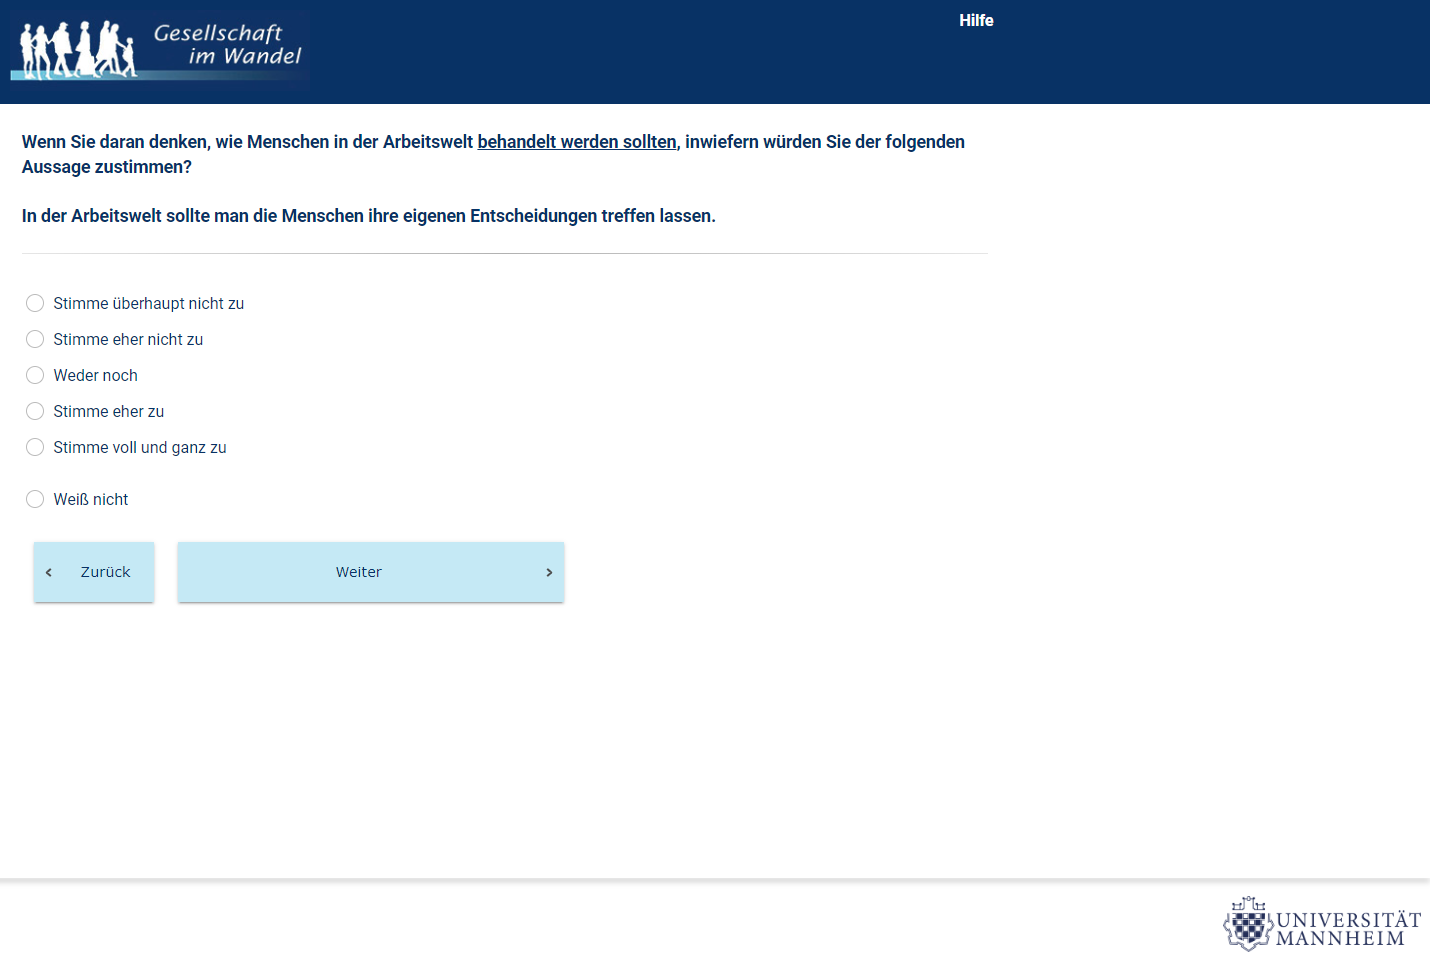 Gesellschaft
im Wandel
Hilfe
Wenn Sie daran denken, wie Menschen in der Arbeitswelt behandelt werden sollten, inwiefern würden Sie der folgenden
Aussage zustimmen?
In der Arbeitswelt sollte man die Menschen ihre eigenen Entscheidungen treffen lassen.
Stimme überhaupt nicht zu
Stimme eher nicht zu
Weder noch
Stimme eher zu
Stimme voll und ganz zu
Weiß nicht
Zurück
Weiter
UNIVERSITÄT
MANNHEIM